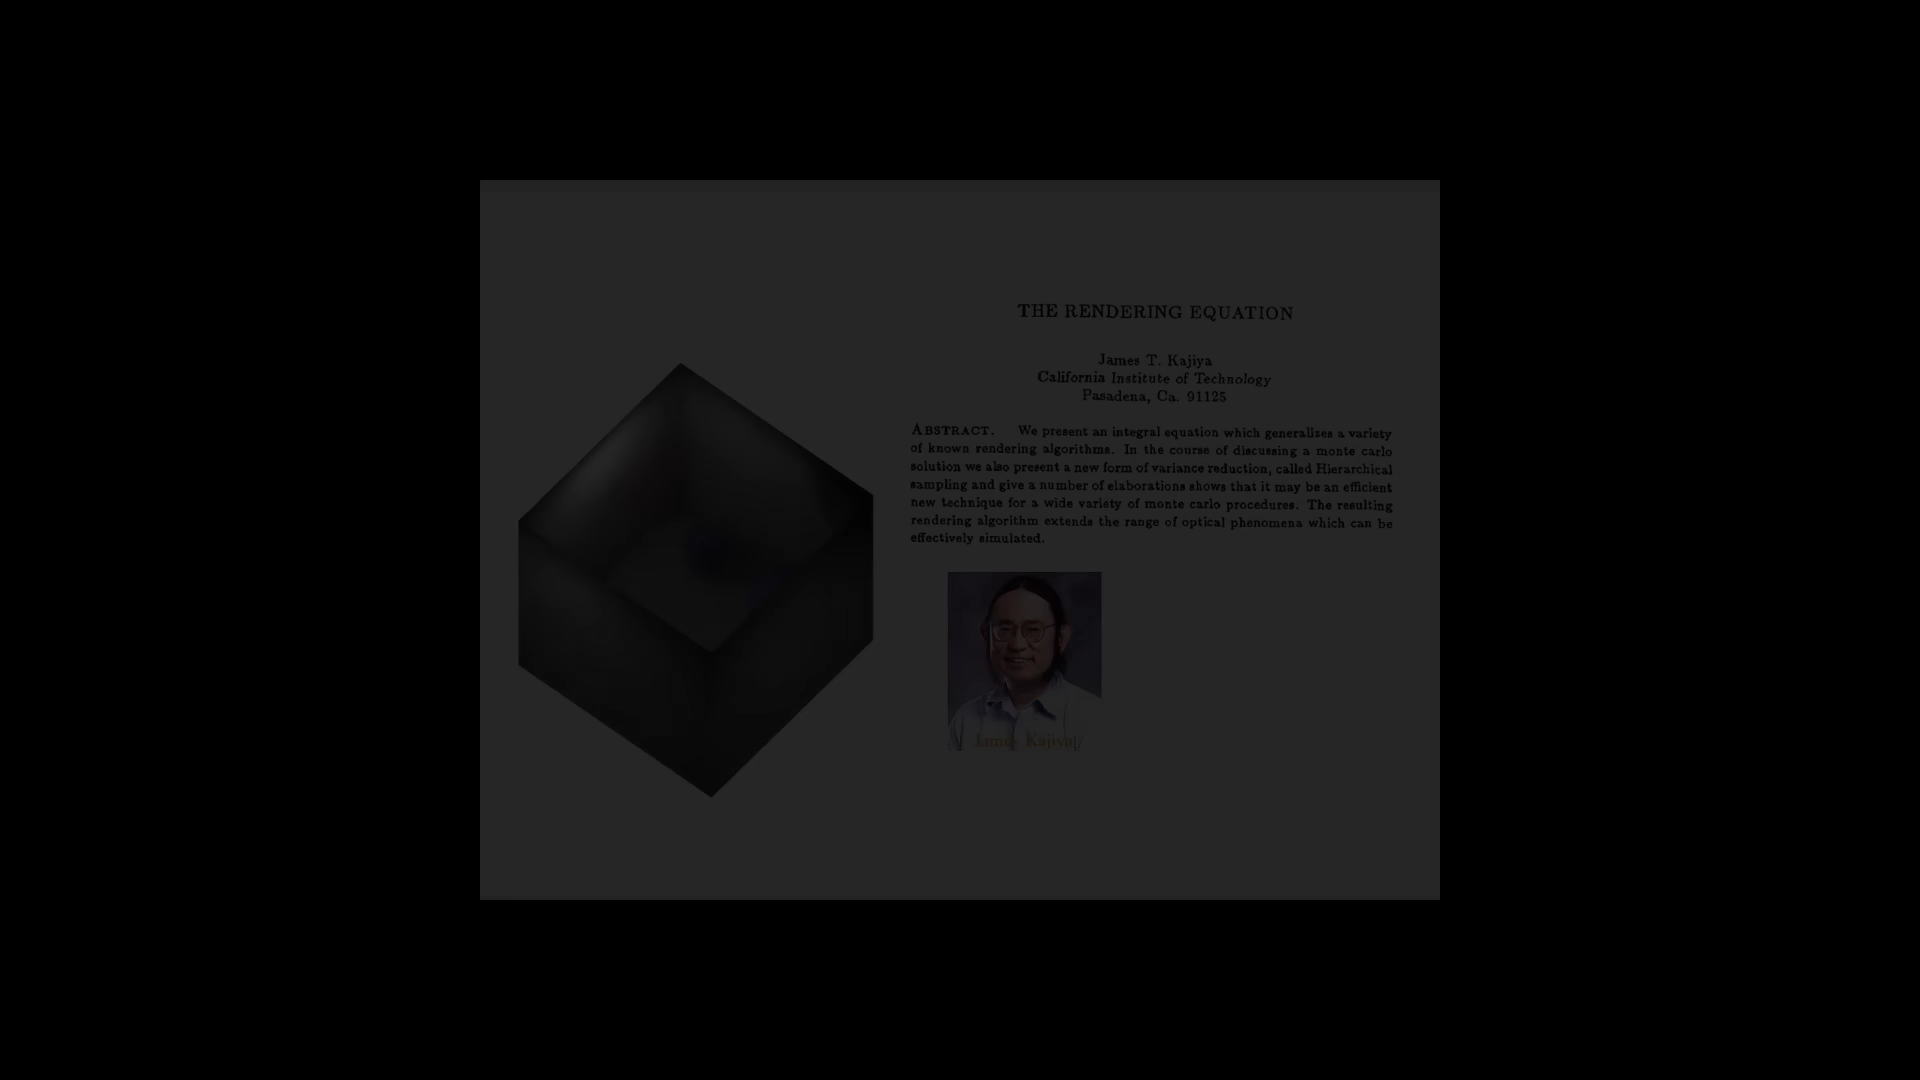 THE RENDERING EQUATION
James T. Kajiya
California Institute of Technology
Pasadena, Ca. 91125
ABSTRACT. We present an integral equation which generalizes a variety
of known rendering algorithms. In the course of discussing a monte carlo
solution we also present a new form of variance reduction, called Hierarchical
sampling and give a number of elaborations shows that it may be an efficient
new technique for a wide variety of monte carlo procedures. The resulting
rendering algorithm extends the range of optical phenomena which can be
effectively simulated.
James Kajiya